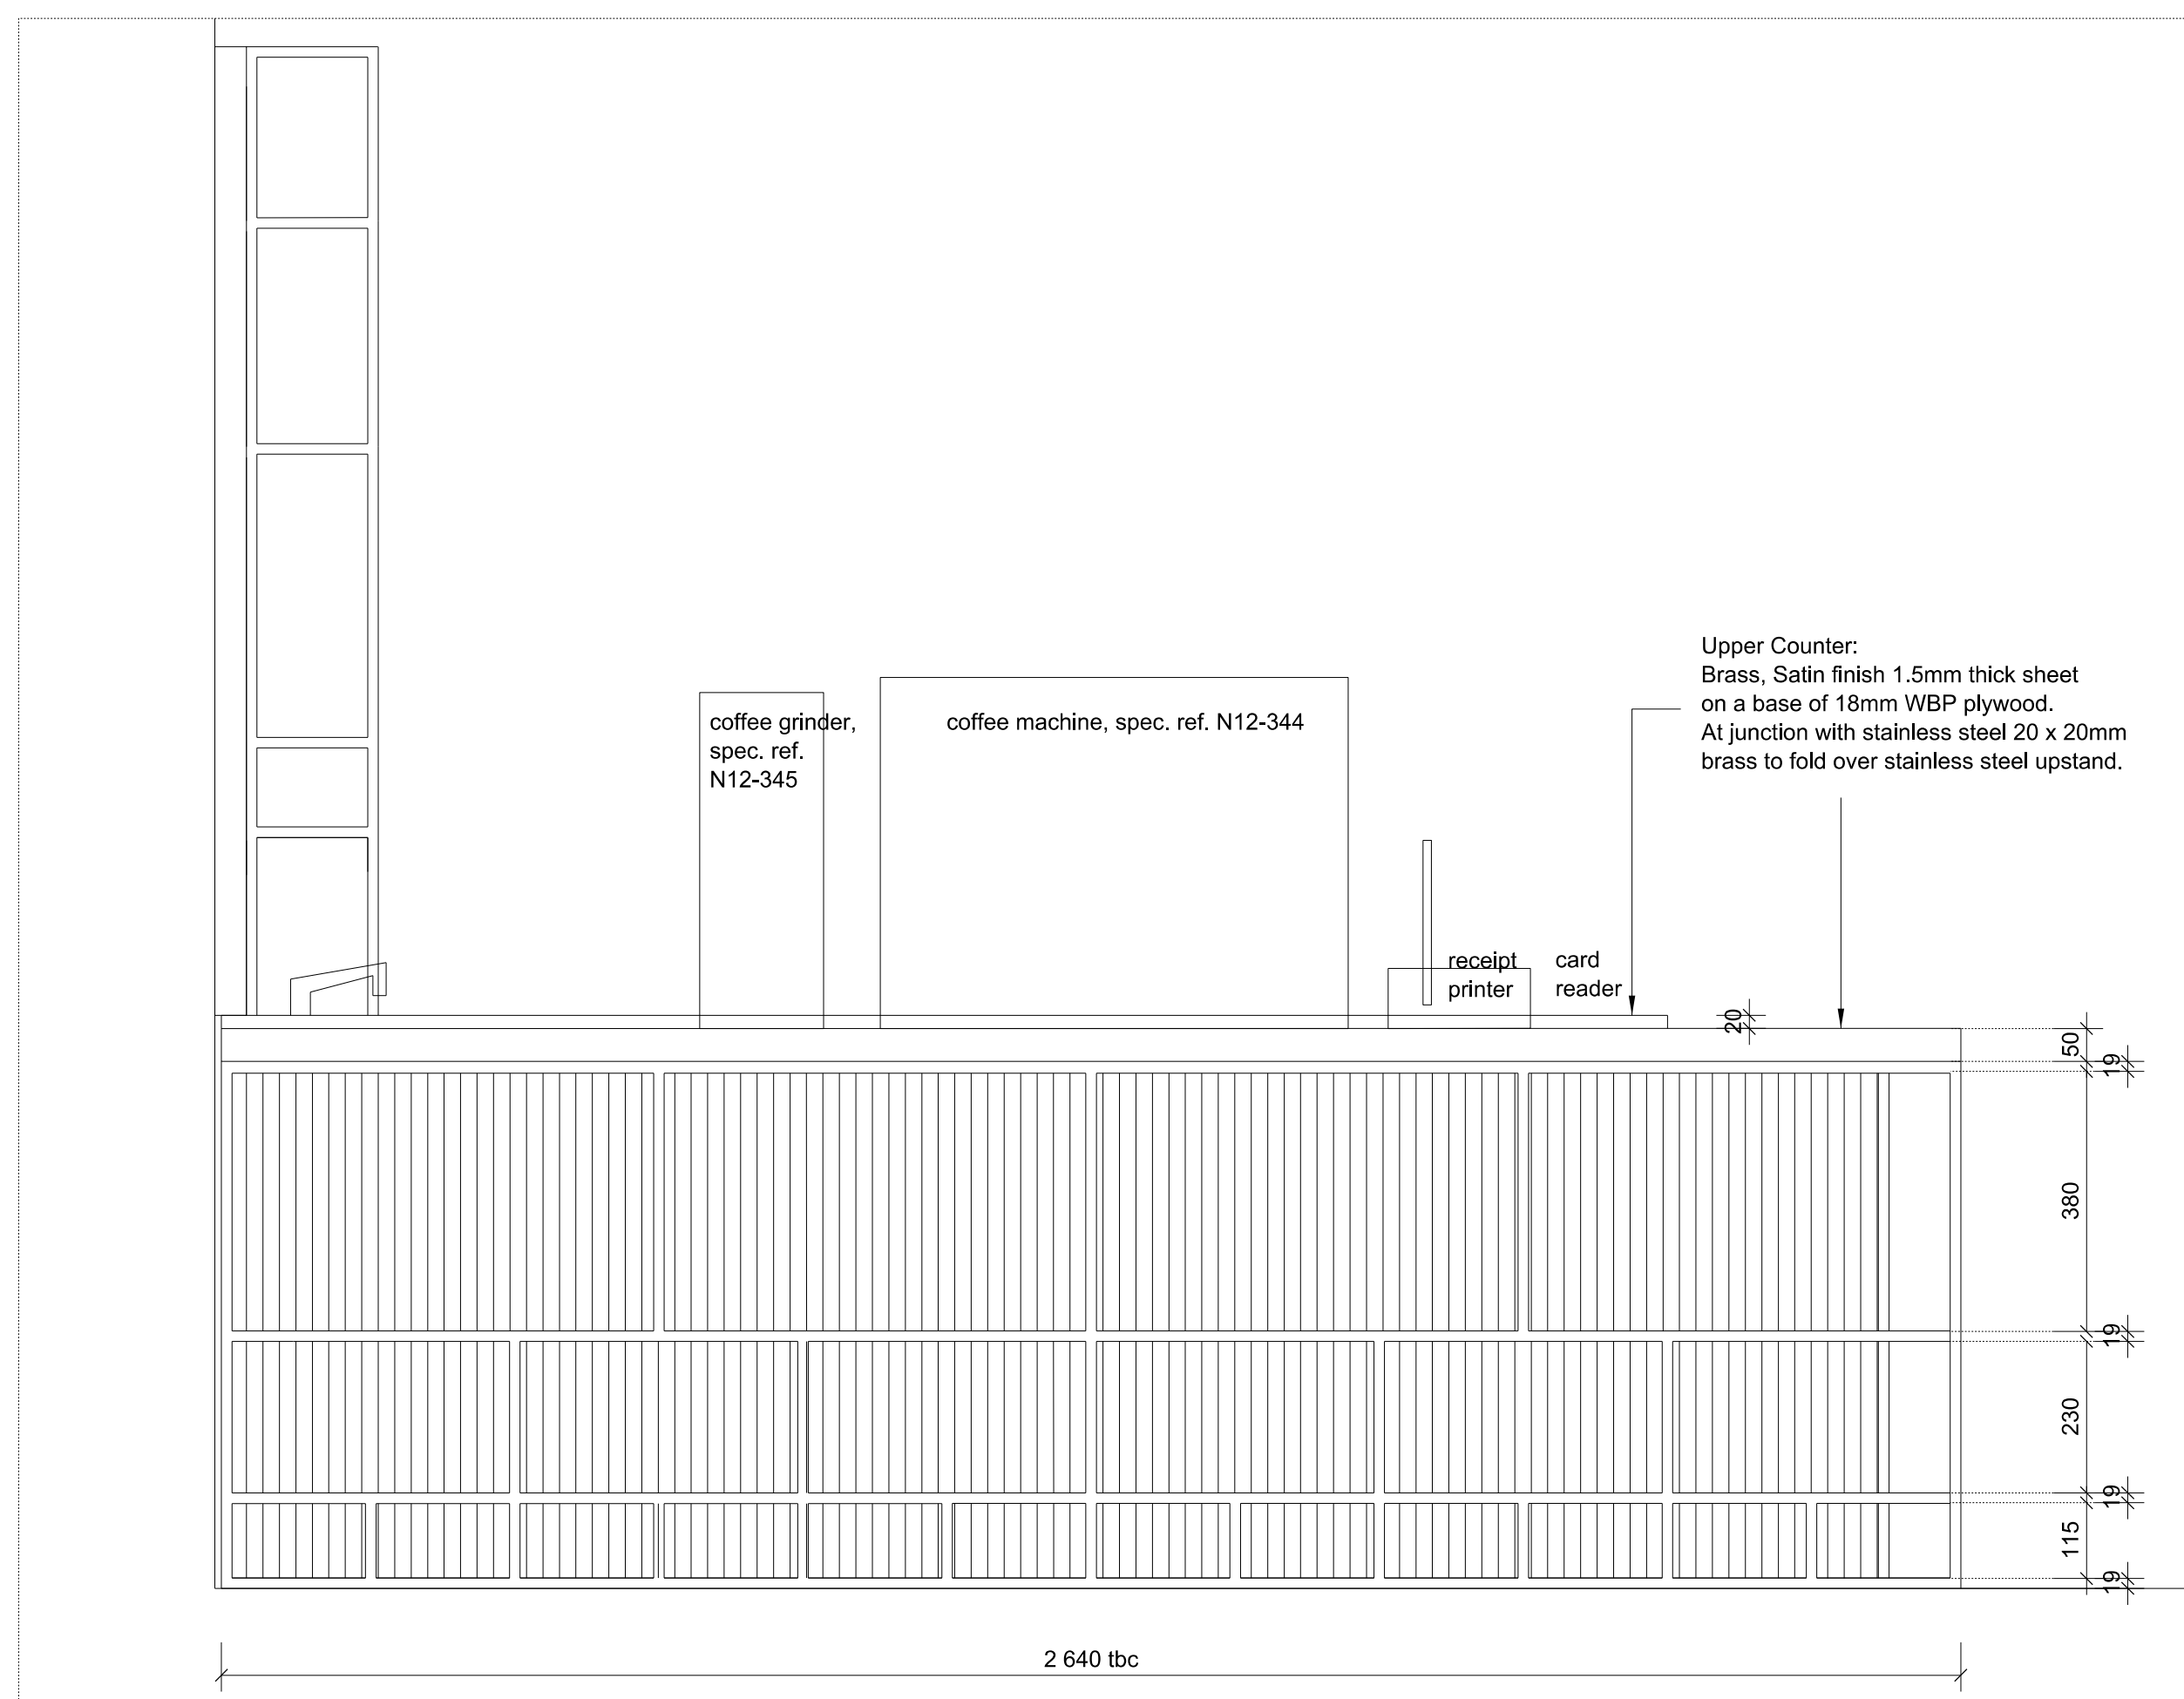 Upper Counter:
Brass, Satin finish 1.5mm thick sheet
on a base of 18mm WBP plywood.
At junction with stainless steel 20 x 20mm
brass to fold over stainless steel upstand.
coffee grinder,
spec. ref.
N12-345
coffee machine, spec. ref. N12-344
receipt
printer
card
reader
20
50
19
380
19
230
19
115
19
2 640 tbc